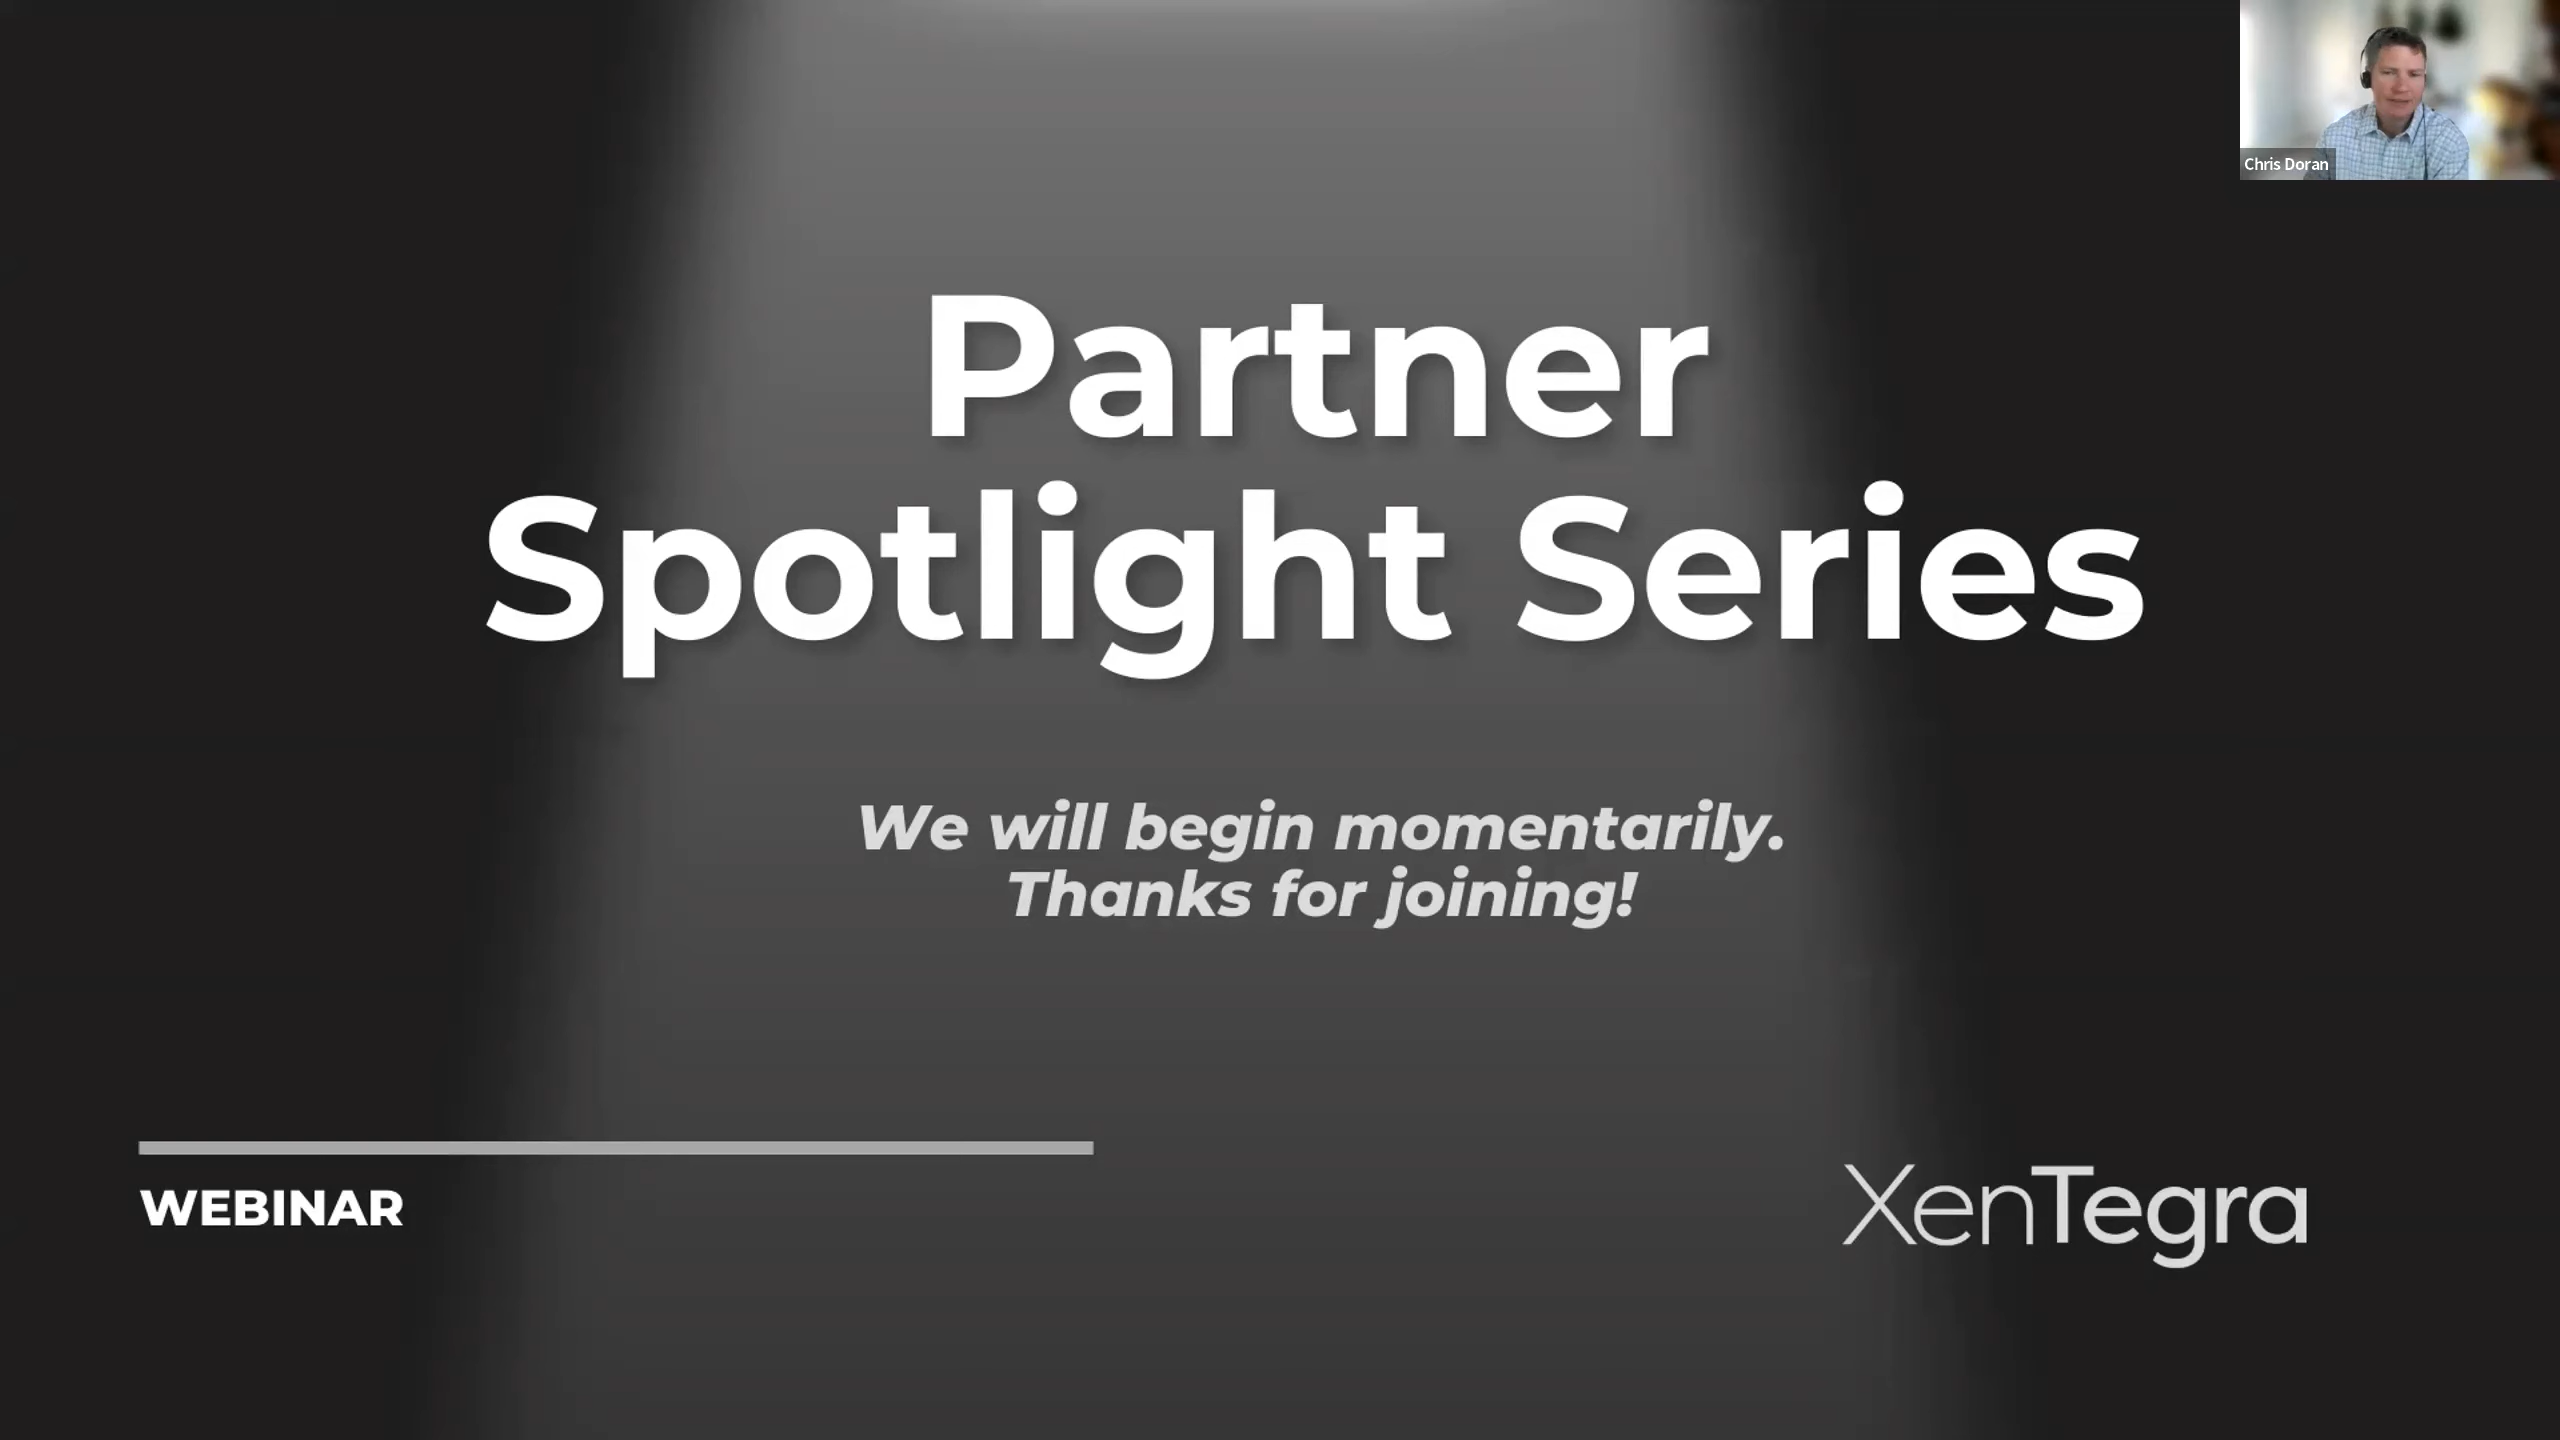 Chris Doran
Partner
Spotlight Series
We will begin momentarily.
Thanks for joining!
WEBINAR
XenTegra